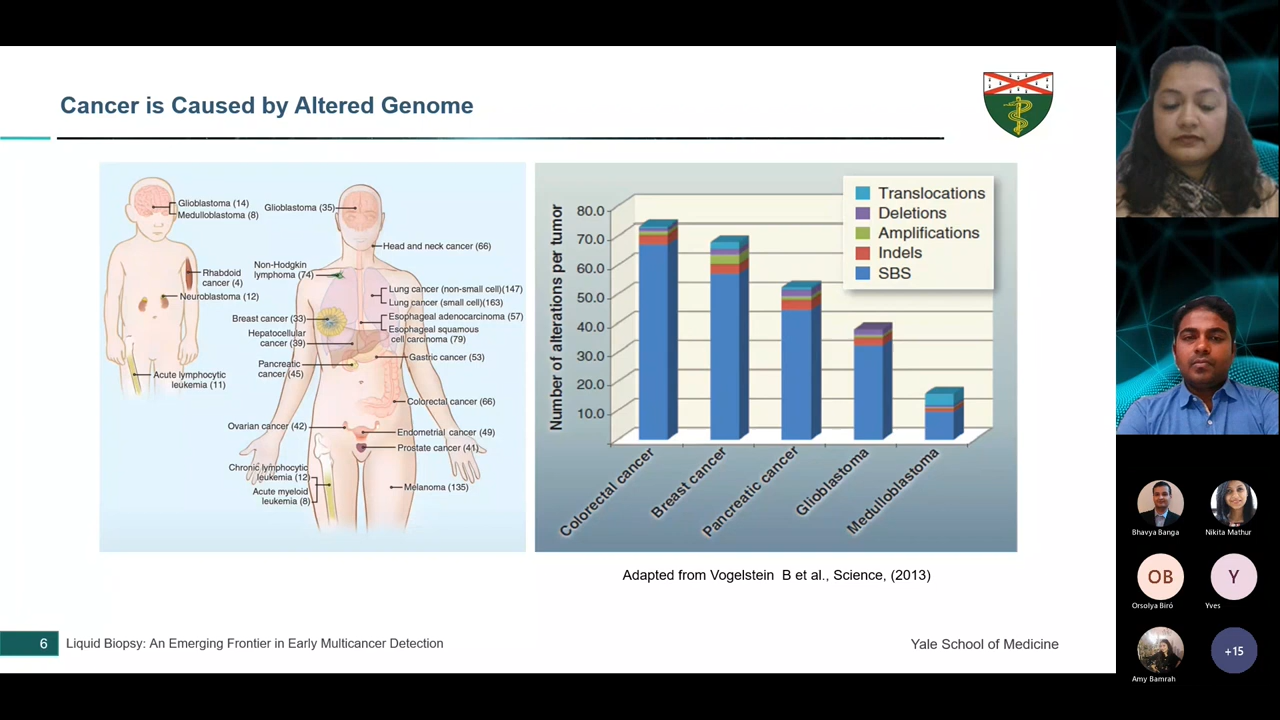 Cancer is Caused by Altered Genome
Glioblastoma (14)
Medulloblastoma (8)
Glioblastoma (35)
Head and neck cancer (66)
Non-Hodgkin
lymphoma (74)
Rhabdoid
cancer (4)
Neuroblastoma (12)
Lung cancer (non-small cell)(147)
Lung cancer (small cell)(163)
Breast cancer (33)
Esophageal adenocarcinoma (57)
Esophageal squamous
cell carcinoma (79)
Hepatocellular
cancer (39)
Gastric cancer (53)
Pancreatic
cancer (45)
Acute lymphocytic
leukemia (11)
Colorectal cancer (66)
Ovarian cancer (42)
Endometrial cancer (49)
Prostate cancer (41)
Chronic lymphocytic
leukemia (12)
Acute myeloid
leukemia (8)
Melanoma (135)
Number of alterations per tumor
80.0
70.0
60.0
50.0
40.0
30.0
20.0
10.0
Translocations
Deletions
Amplifications
Indels
SBS
Colorectal cancer
Breast cancer
Pancreatic cancer
Glioblastoma
Medulloblastoma
Adapted from Vogelstein B et al., Science, (2013)
6 Liquid Biopsy: An Emerging Frontier in Early Multicancer Detection
Yale School of Medicine
Bhavya Banga
Nikita Mathur
OB
Y
Orsolya Biró
Yves
+15
Amy Bamrah